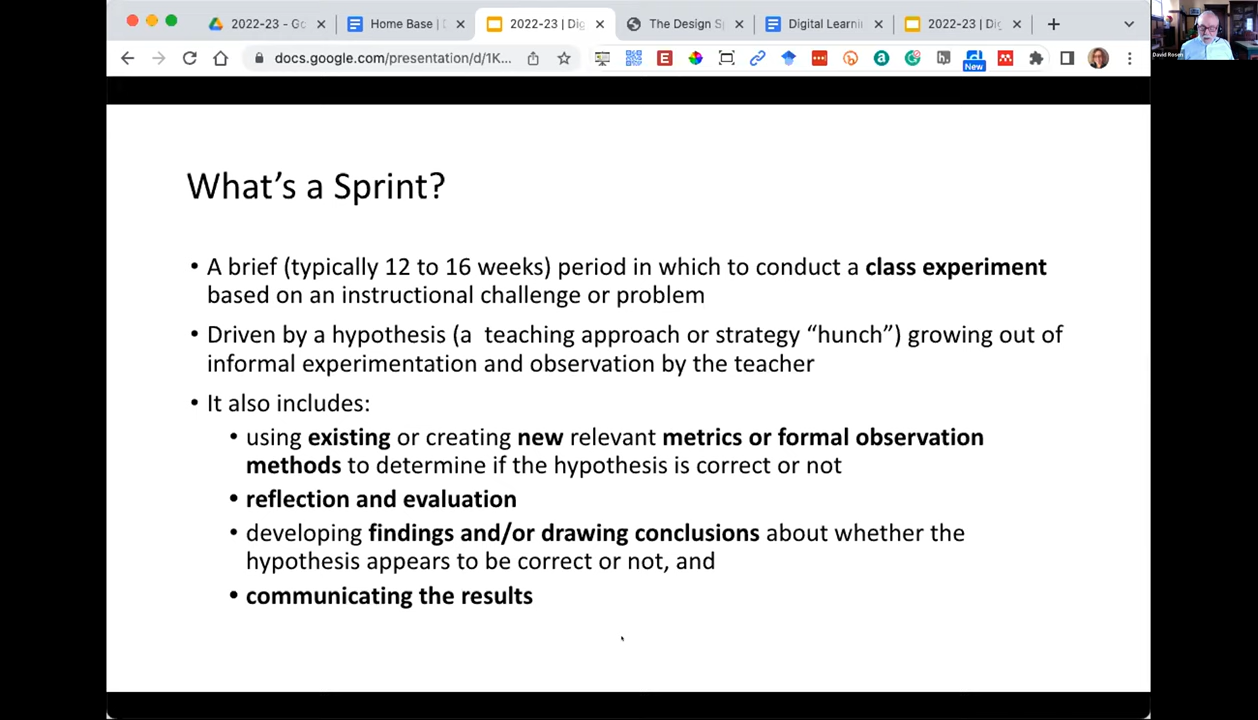 2022-23 - Go
Home Base |
2022-23 | Dig
The Design S
Digital Learni
2022-23 | Dig
docs.google.com/presentation/d/1K...
New
David Rosen
What's a Sprint?
• A brief (typically 12 to 16 weeks) period in which to conduct a class experiment
based on an instructional challenge or problem
• Driven by a hypothesis (a teaching approach or strategy “hunch”) growing out of
informal experimentation and observation by the teacher
• It also includes:
• using existing or creating new relevant metrics or formal observation
methods to determine if the hypothesis is correct or not
• reflection and evaluation
• developing findings and/or drawing conclusions about whether the
hypothesis appears to be correct or not, and
• communicating the results